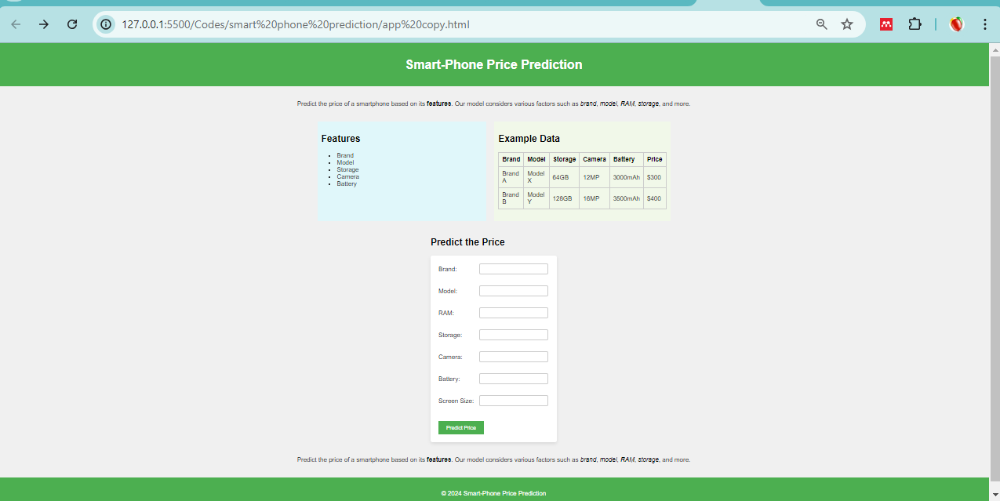 127.0.0.1:5500/Codes/smart%20phone%20prediction/app%20copy.html
Smart-Phone Price Prediction
Predict the price of a smartphone based on its features. Our model considers various factors such as brand, model, RAM, storage, and more.
Features
Brand
Model
Storage
Camera
Battery
Example Data
Brand Model Storage Camera Battery Price
Brand A Model X 64GB 12MP 3000mAh $300
Brand B Model Y 128GB 16MP 3500mAh $400
Predict the Price
Brand:
Model:
RAM:
Storage:
Camera:
Battery:
Screen Size:
Predict Price
Predict the price of a smartphone based on its features. Our model considers various factors such as brand, model, RAM, storage, and more.
© 2024 Smart-Phone Price Prediction